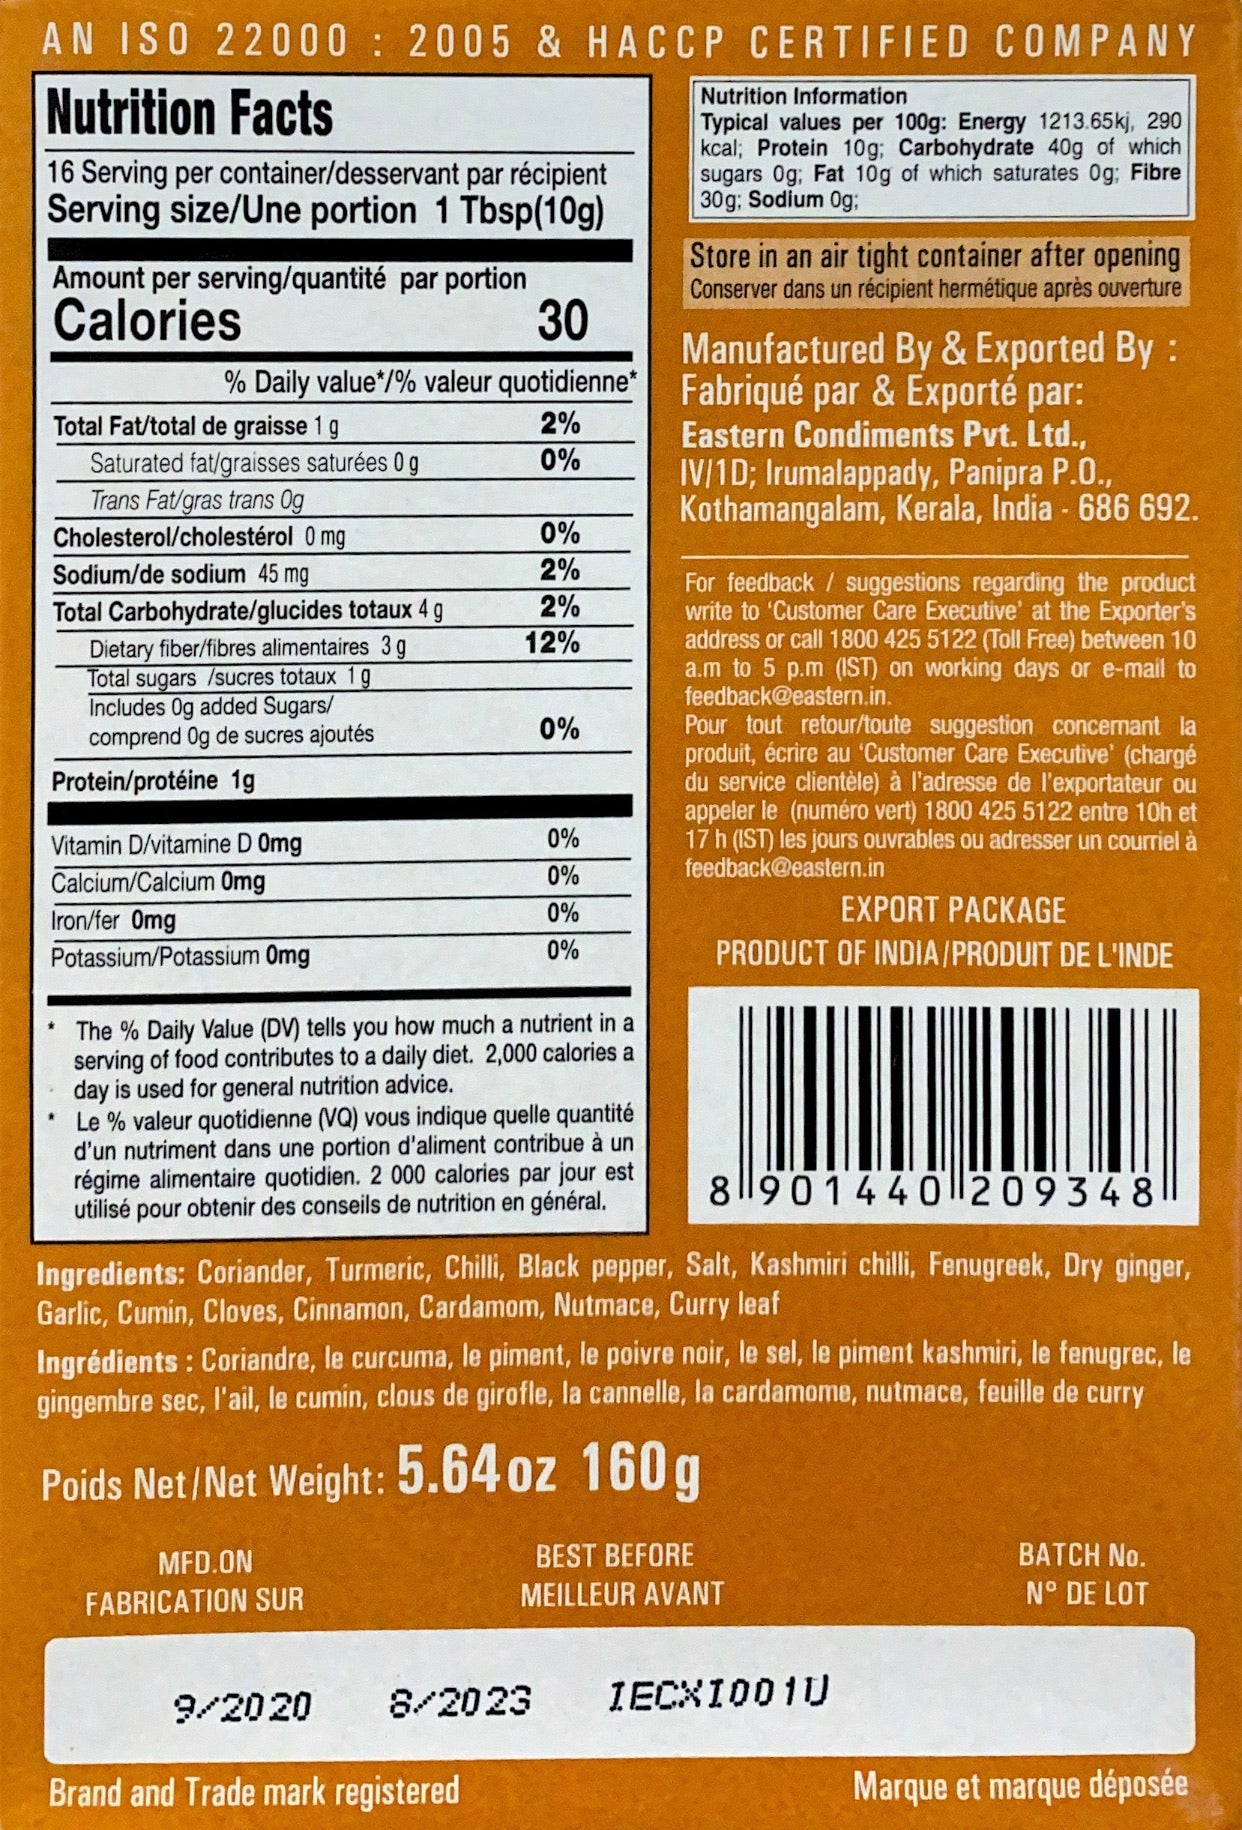 AN ISO 22000 : 2005 & HACCP CERTIFIED COMPANY
Nutrition Facts
16 Serving per container/desservant par récipient
Serving size/Une portion 1 Tbsp(10g)
Amount per serving/quantité par portion
Calories 30
% Daily value*/% valeur quotidienne*
Total Fat/total de graisse 1 g 2%
Saturated fat/graisses saturées 0 g 0%
Trans Fat/gras trans 0g
Cholesterol/cholestérol 0 mg 0%
Sodium/de sodium 45 mg 2%
Total Carbohydrate/glucides totaux 4 g 2%
Dietary fiber/fibres alimentaires 3 g 12%
Total sugars /sucres totaux 1 g
Includes 0g added Sugars/
comprend 0g de sucres ajoutés 0%
Protein/protéine 1g
Vitamin D/vitamine D 0mg 0%
Calcium/Calcium 0mg 0%
Iron/fer 0mg 0%
Potassium/Potassium 0mg 0%
* The % Daily Value (DV) tells you how much a nutrient in a
serving of food contributes to a daily diet. 2,000 calories a
day is used for general nutrition advice.
* Le % valeur quotidienne (VQ) vous indique quelle quantité
d'un nutriment dans une portion d'aliment contribue à un
régime alimentaire quotidien. 2 000 calories par jour est
utilisé pour obtenir des conseils de nutrition en général.
Nutrition Information
Typical values per 100g: Energy 1213.65kj, 290
kcal; Protein 10g; Carbohydrate 40g of which
sugars 0g; Fat 10g of which saturates 0g; Fibre
30g; Sodium 0g;
Store in an air tight container after opening
Conserver dans un récipient hermétique après ouverture
Manufactured By & Exported By :
Fabriqué par & Exporté par:
Eastern Condiments Pvt. Ltd.,
IV/1D; Irumalappady, Panipra P.O.,
Kothamangalam, Kerala, India - 686 692.
For feedback / suggestions regarding the product
write to 'Customer Care Executive' at the Exporter's
address or call 1800 425 5122 (Toll Free) between 10
a.m to 5 p.m (IST) on working days or e-mail to
feedback@eastern.in.
Pour tout retour/toute suggestion concernant la
produit, écrire au 'Customer Care Executive' (chargé
du service clientèle) à l'adresse de l'exportateur ou
appeler le (numéro vert) 1800 425 5122 entre 10h et
17 h (IST) les jours ouvrables ou adresser un courriel à
feedback@eastern.in
EXPORT PACKAGE
PRODUCT OF INDIA/PRODUIT DE L'INDE
8 901440 209348
Ingredients: Coriander, Turmeric, Chilli, Black pepper, Salt, Kashmiri chilli, Fenugreek, Dry ginger,
Garlic, Cumin, Cloves, Cinnamon, Cardamom, Nutmace, Curry leaf
Ingrédients : Coriandre, le curcuma, le piment, le poivre noir, le sel, le piment kashmiri, le fenugrec, le
gingembre sec, l'ail, le cumin, clous de girofle, la cannelle, la cardamome, nutmace, feuille de curry
Poids Net/Net Weight: 5.64 oz 160 g
MFD.ON BEST BEFORE BATCH No.
FABRICATION SUR MEILLEUR AVANT N° DE LOT
9/2020 8/2023 IECXI001U
Brand and Trade mark registered Marque et marque déposée